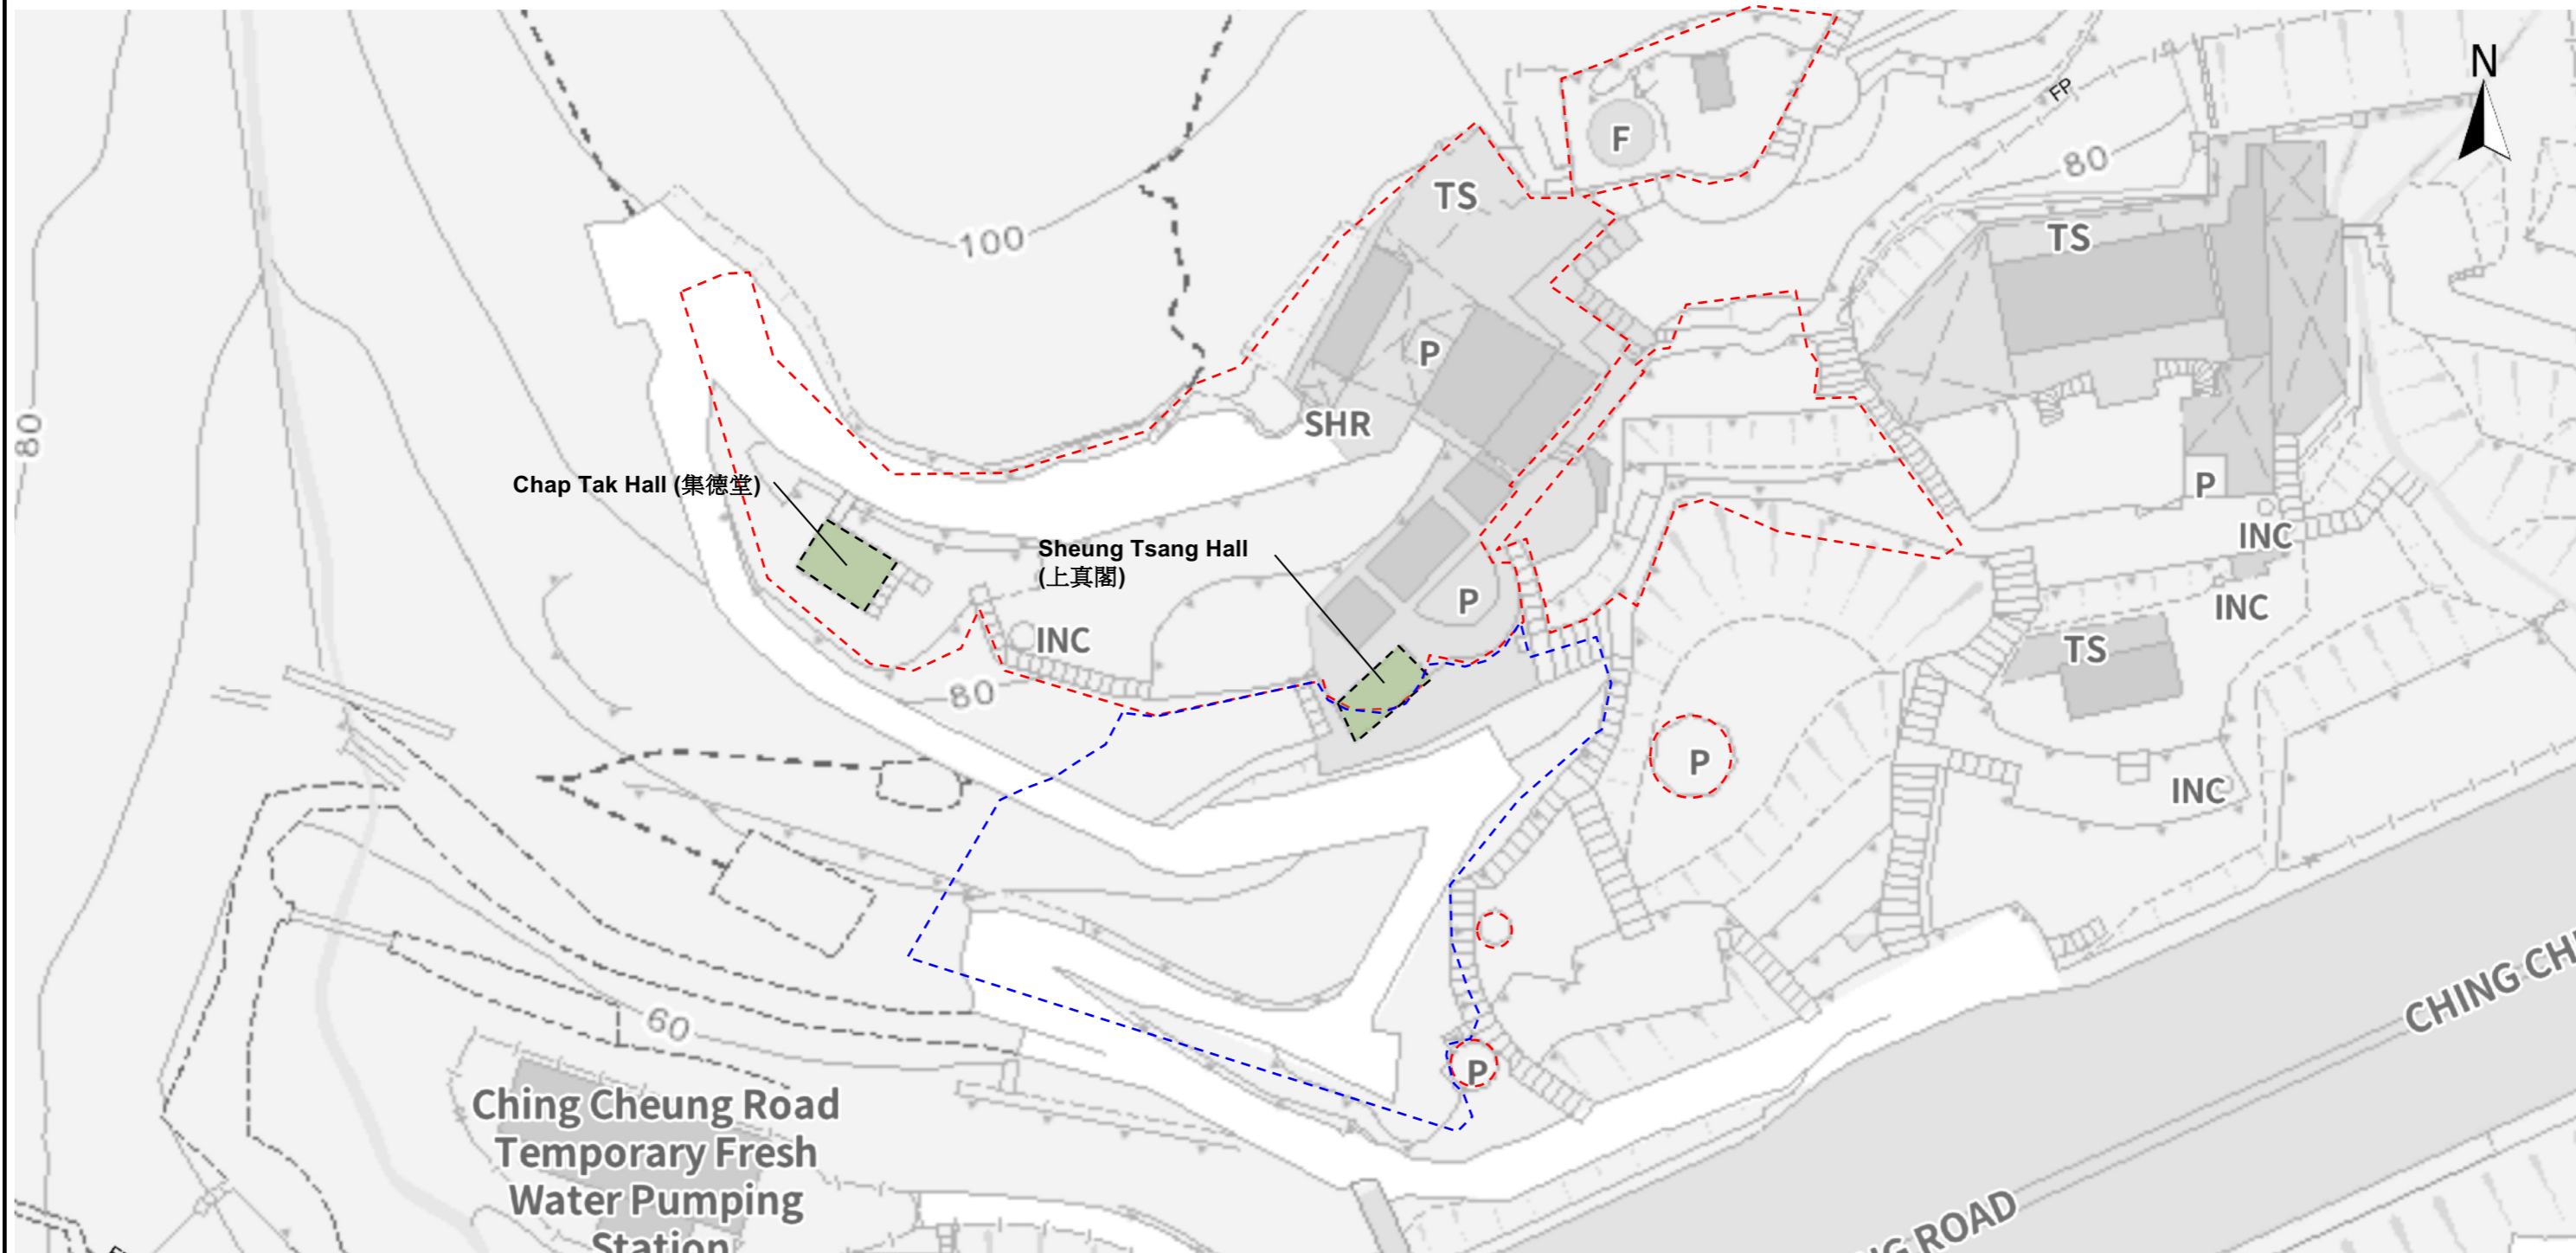 N
FP
F
80
TS
TS
100
P
SHR
80
Chap Tak Hall (集德堂)
P
INC
Sheung Tsang Hall
(上真閣)
P
INC
INC
TS
80
P
INC
60
P
Ching Cheung Road
Temporary Fresh
Water Pumping
Station
CHING CH
NG ROAD